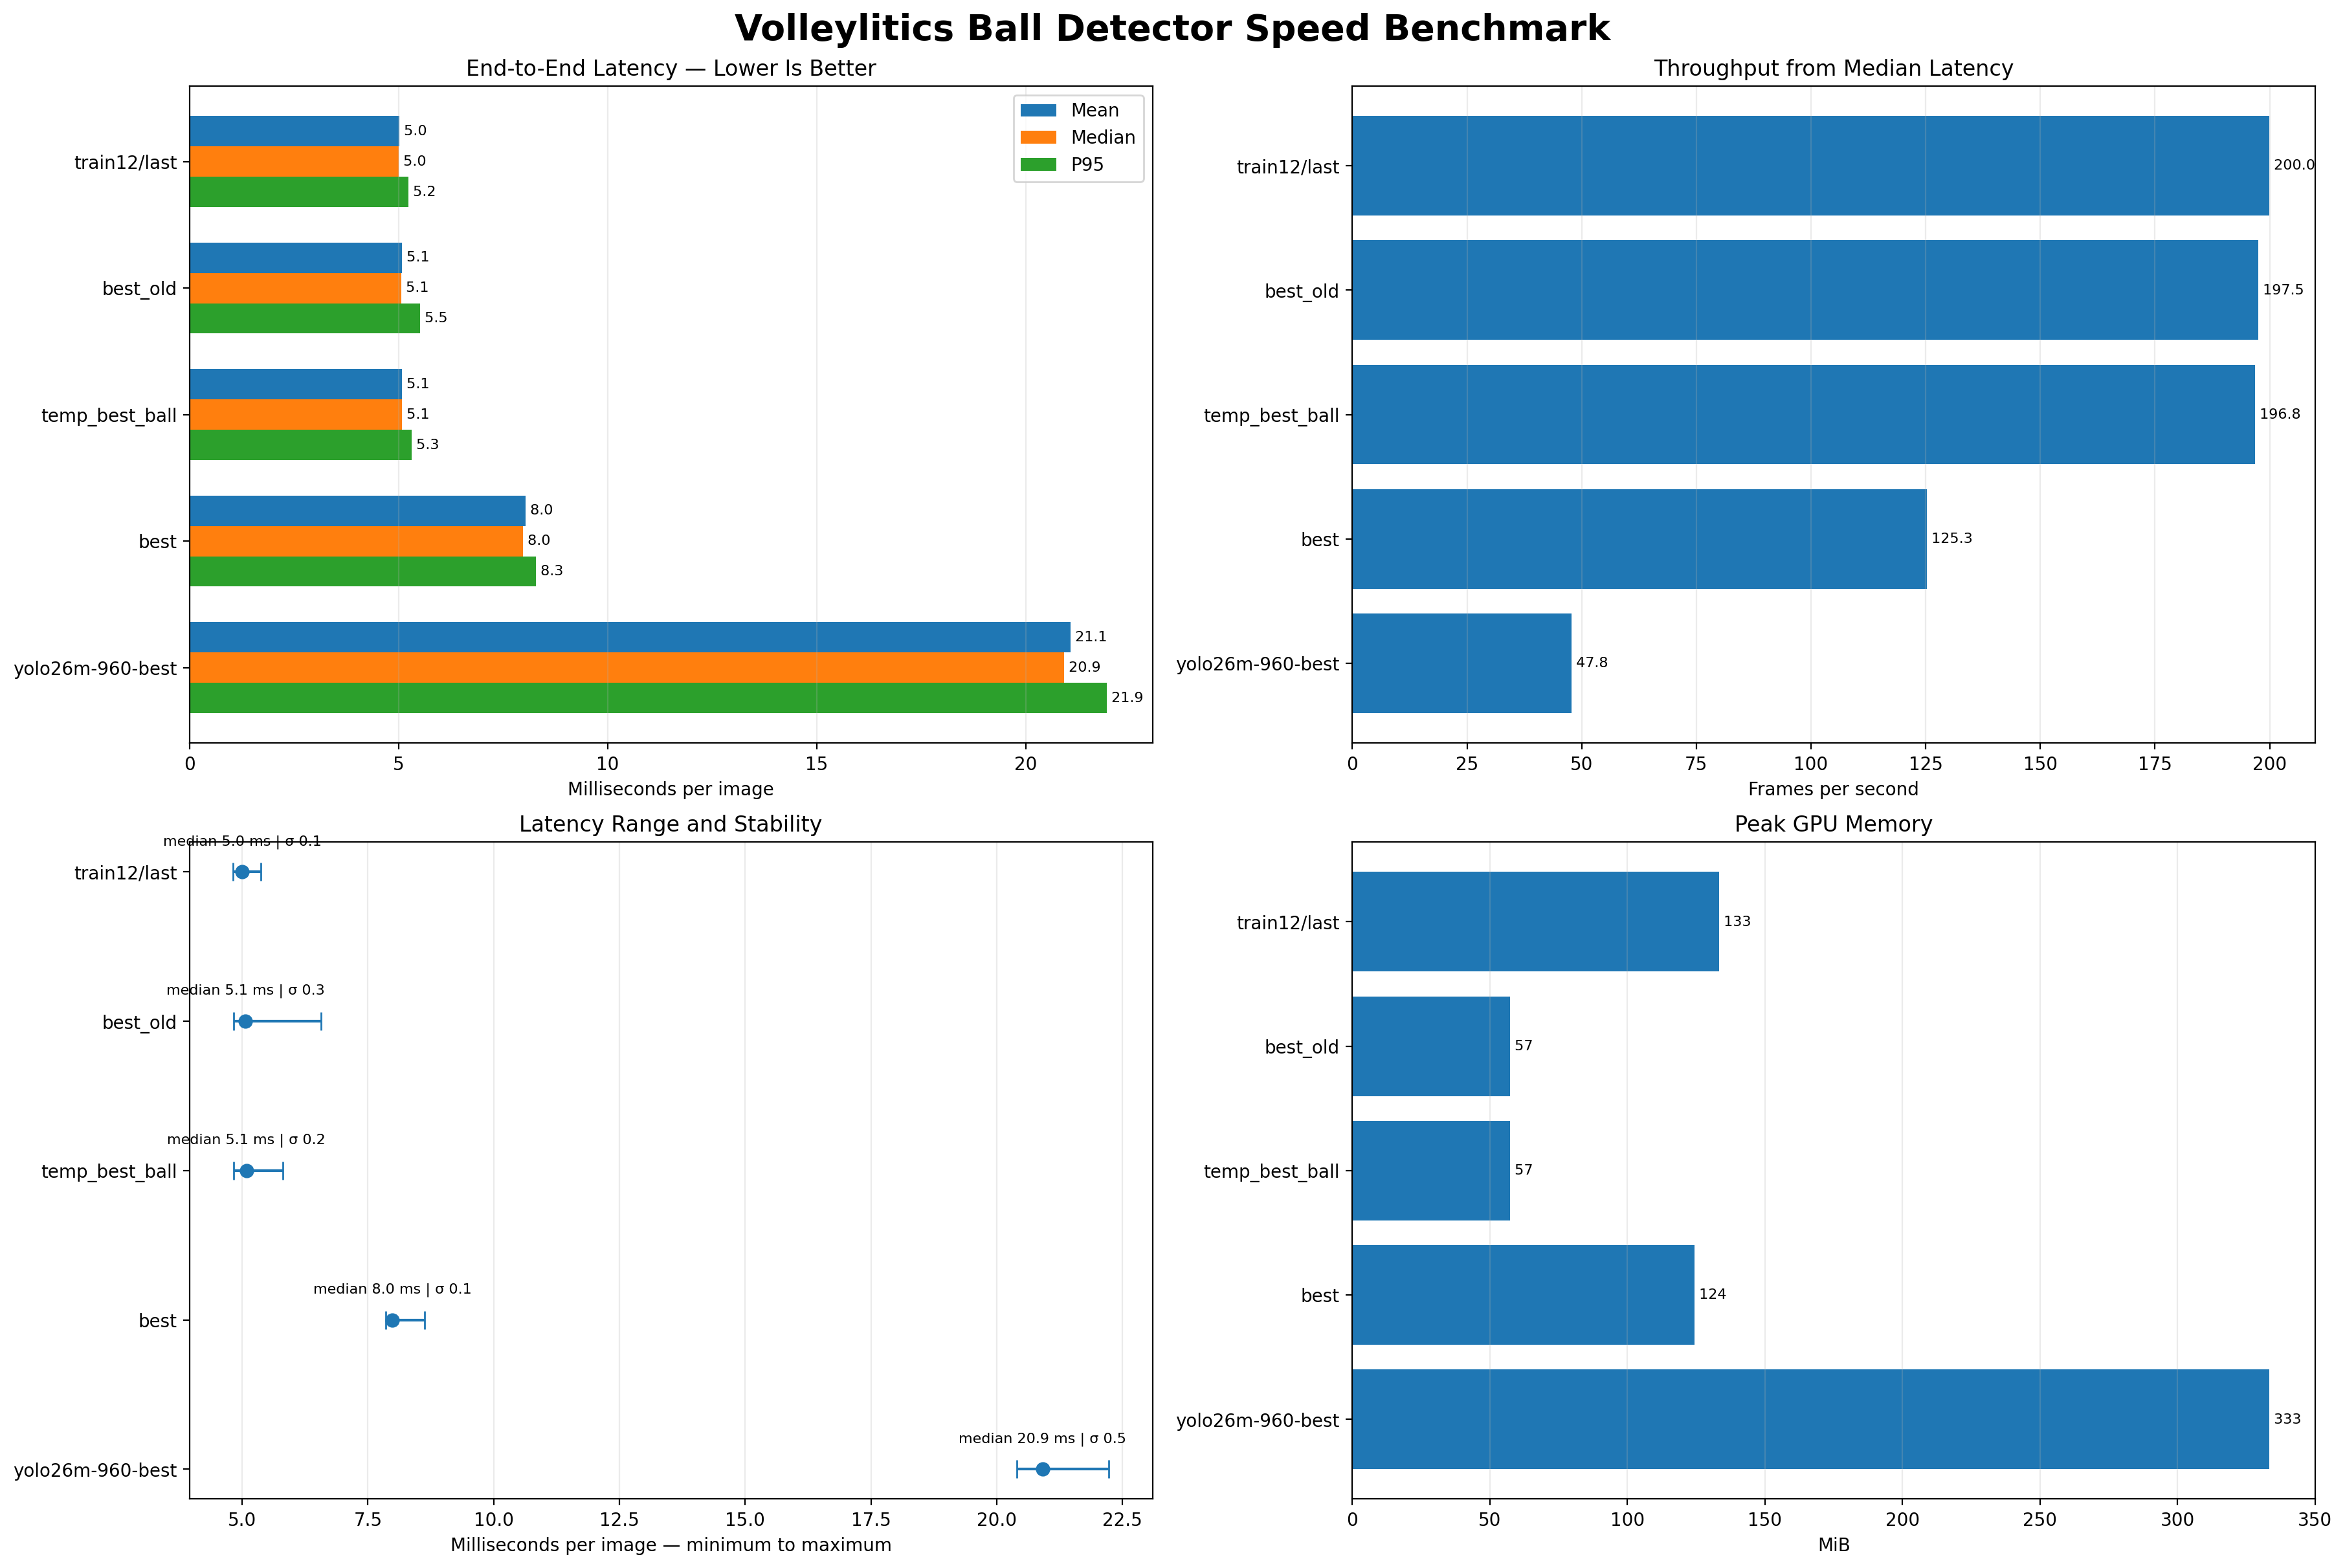 Volleylitics Ball Detector Speed Benchmark
End-to-End Latency — Lower Is Better
Mean
Median
P95
train12/last
5.0
5.0
5.2
best_old
5.1
5.1
5.5
temp_best_ball
5.1
5.1
5.3
best
8.0
8.0
8.3
yolo26m-960-best
21.1
20.9
21.9
0 5 10 15 20
Milliseconds per image
Throughput from Median Latency
train12/last
200.0
best_old
197.5
temp_best_ball
196.8
best
125.3
yolo26m-960-best
47.8
0 25 50 75 100 125 150 175 200
Frames per second
Latency Range and Stability
median 5.0 ms | σ 0.1
train12/last
median 5.1 ms | σ 0.3
best_old
median 5.1 ms | σ 0.2
temp_best_ball
median 8.0 ms | σ 0.1
best
median 20.9 ms | σ 0.5
yolo26m-960-best
5.0 7.5 10.0 12.5 15.0 17.5 20.0 22.5
Milliseconds per image — minimum to maximum
Peak GPU Memory
train12/last
133
best_old
57
temp_best_ball
57
best
124
yolo26m-960-best
333
0 50 100 150 200 250 300 350
MiB